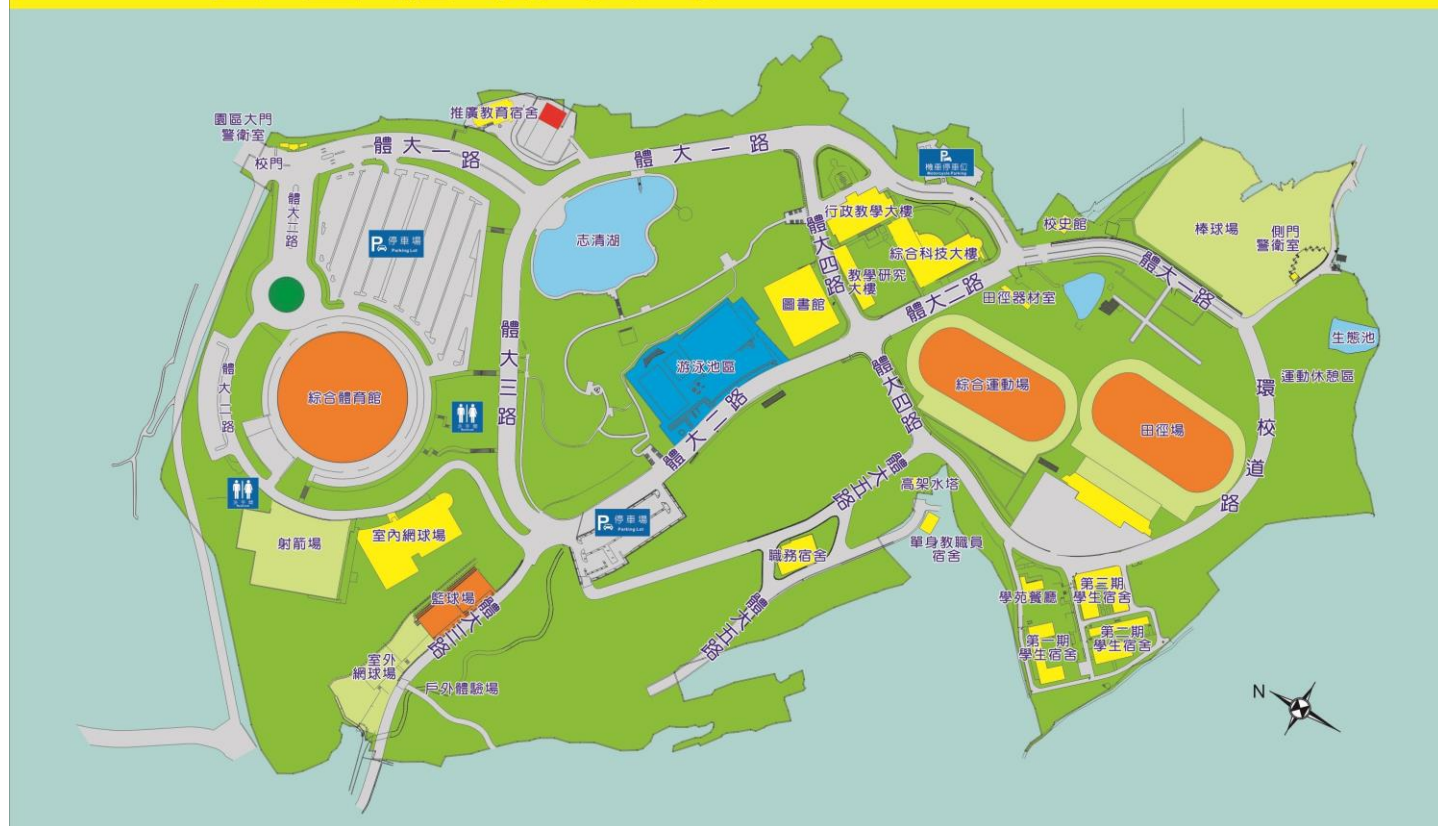 園區大門
警衛室
校門
推廣教育宿舍
體大一路
體大一路
P 機車停車位
Motorcycle Parking
體大二路
P 停車場
Parking Lot
志清湖
行政教學大樓
綜合科技大樓
教學研究
大樓
體大四路
圖書館
體大二路
校史館
棒球場
側門
警衛室
體大一路
田徑器材室
生態池
運動休憩區
環校道路
體大三路
游泳池區
體大二路
體大四路
綜合運動場
田徑場
體大二路
綜合體育館
射箭場
室內網球場
P 停車場
Parking Lot
體大五路
高架水塔
單身教職員
宿舍
職務宿舍
體大五路
籃球場
體大三路
室外
網球場
戶外體驗場
學苑餐廳
第三期
學生宿舍
第一期
學生宿舍
第二期
學生宿舍
N